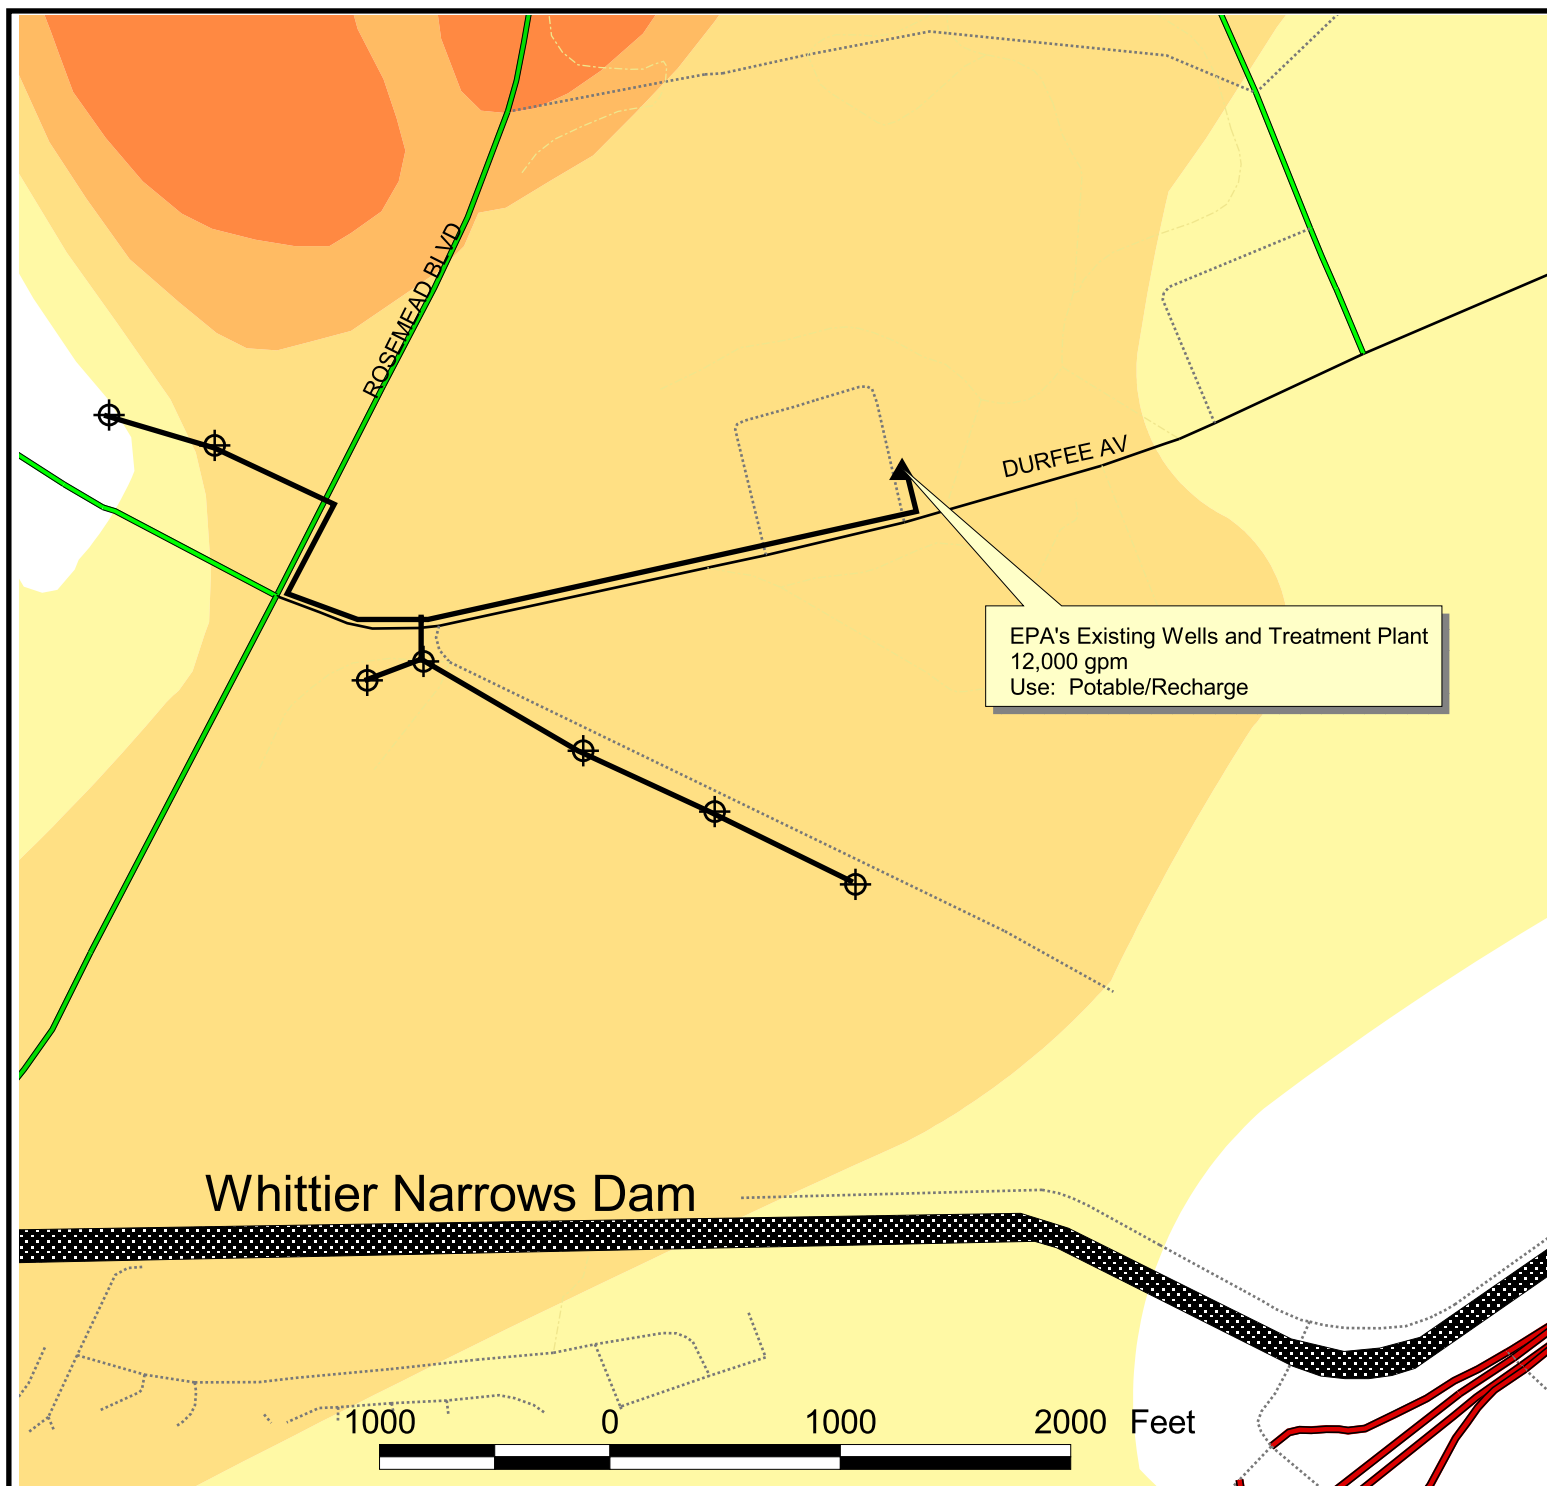 ROSEMEAD BLVD
DURFEE AV
EPA's Existing Wells and Treatment Plant
12,000 gpm
Use:  Potable/Recharge
Whittier Narrows Dam
1000 0 1000 2000 Feet